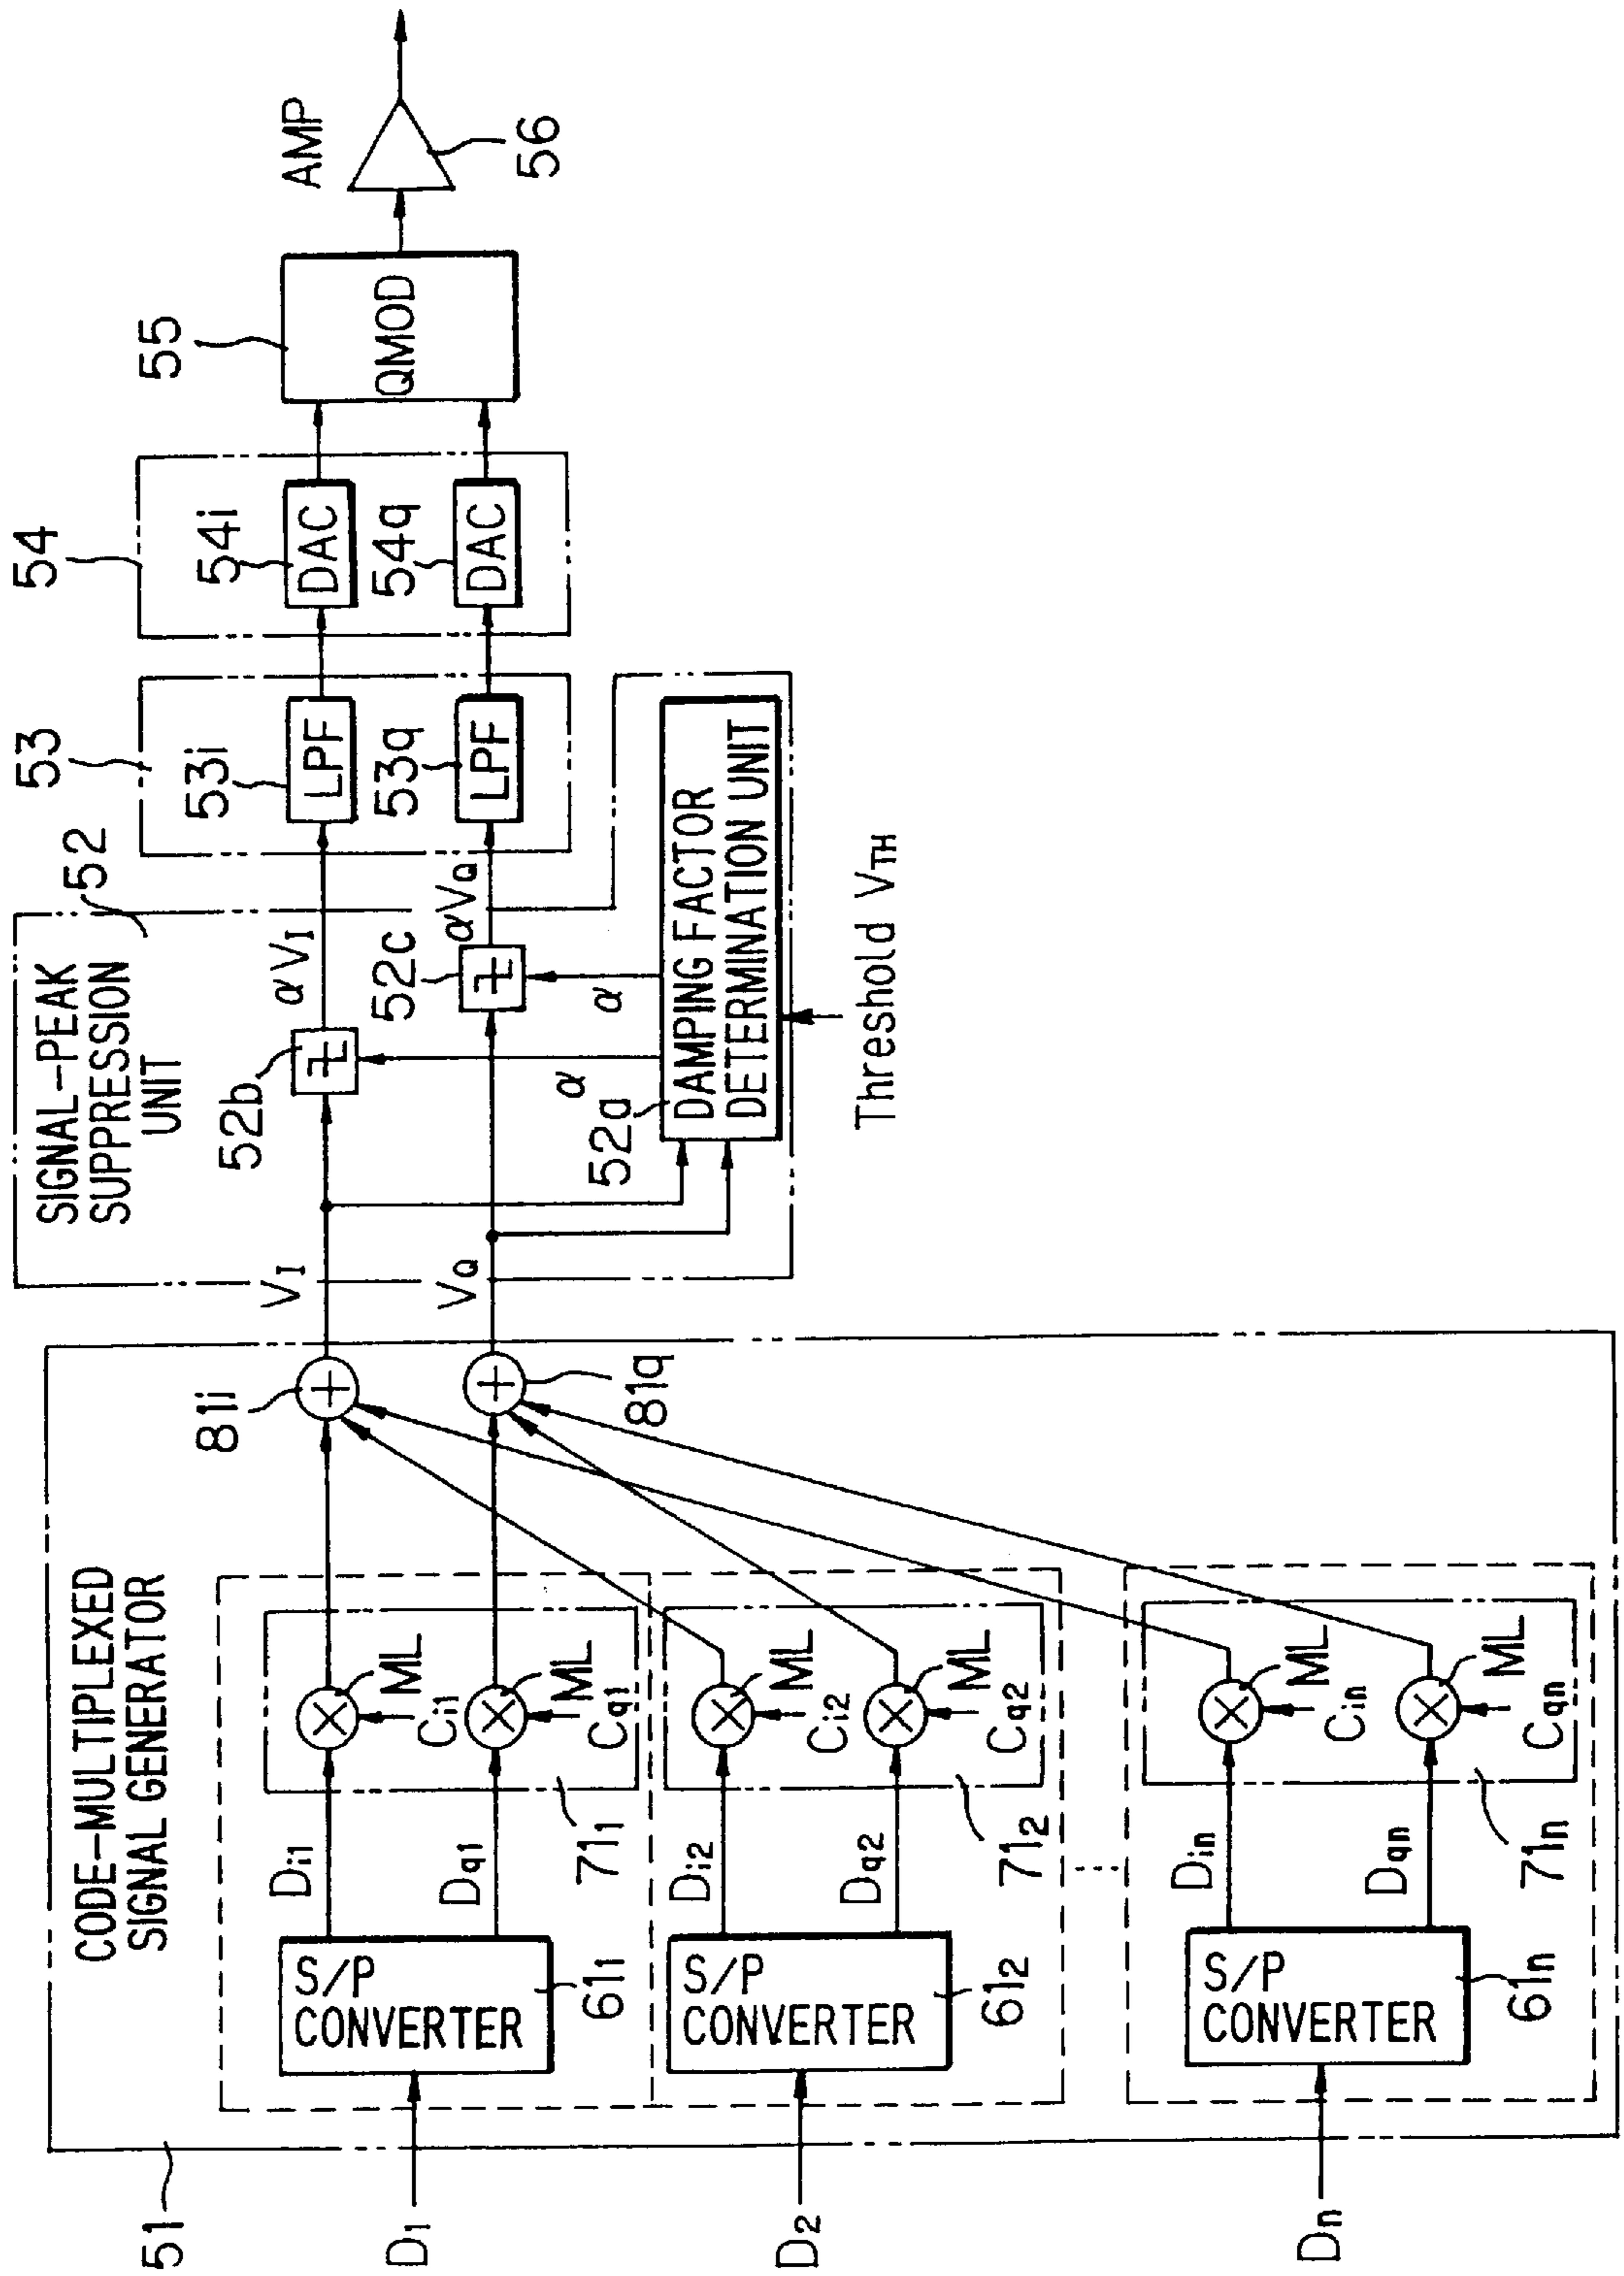 51
CODE-MULTIPLEXED
SIGNAL GENERATOR
D1
S/P
CONVERTER
611
Di1
Dq1
ML
Ci1
ML
Cq1
711
D2
S/P
CONVERTER
612
Di2
Dq2
ML
Ci2
ML
Cq2
712
Dn
S/P
CONVERTER
61n
Din
Dqn
ML
Cin
ML
Cqn
71n
81i
81q
VI
VQ
SIGNAL-PEAK
SUPPRESSION
UNIT
52
52b
αVI
52c
αVQ
α
α
52a
DAMPING FACTOR
DETERMINATION UNIT
Threshold VTH
53
53i
LPF
53q
LPF
54
54i
DAC
54q
DAC
55
QMOD
AMP
56